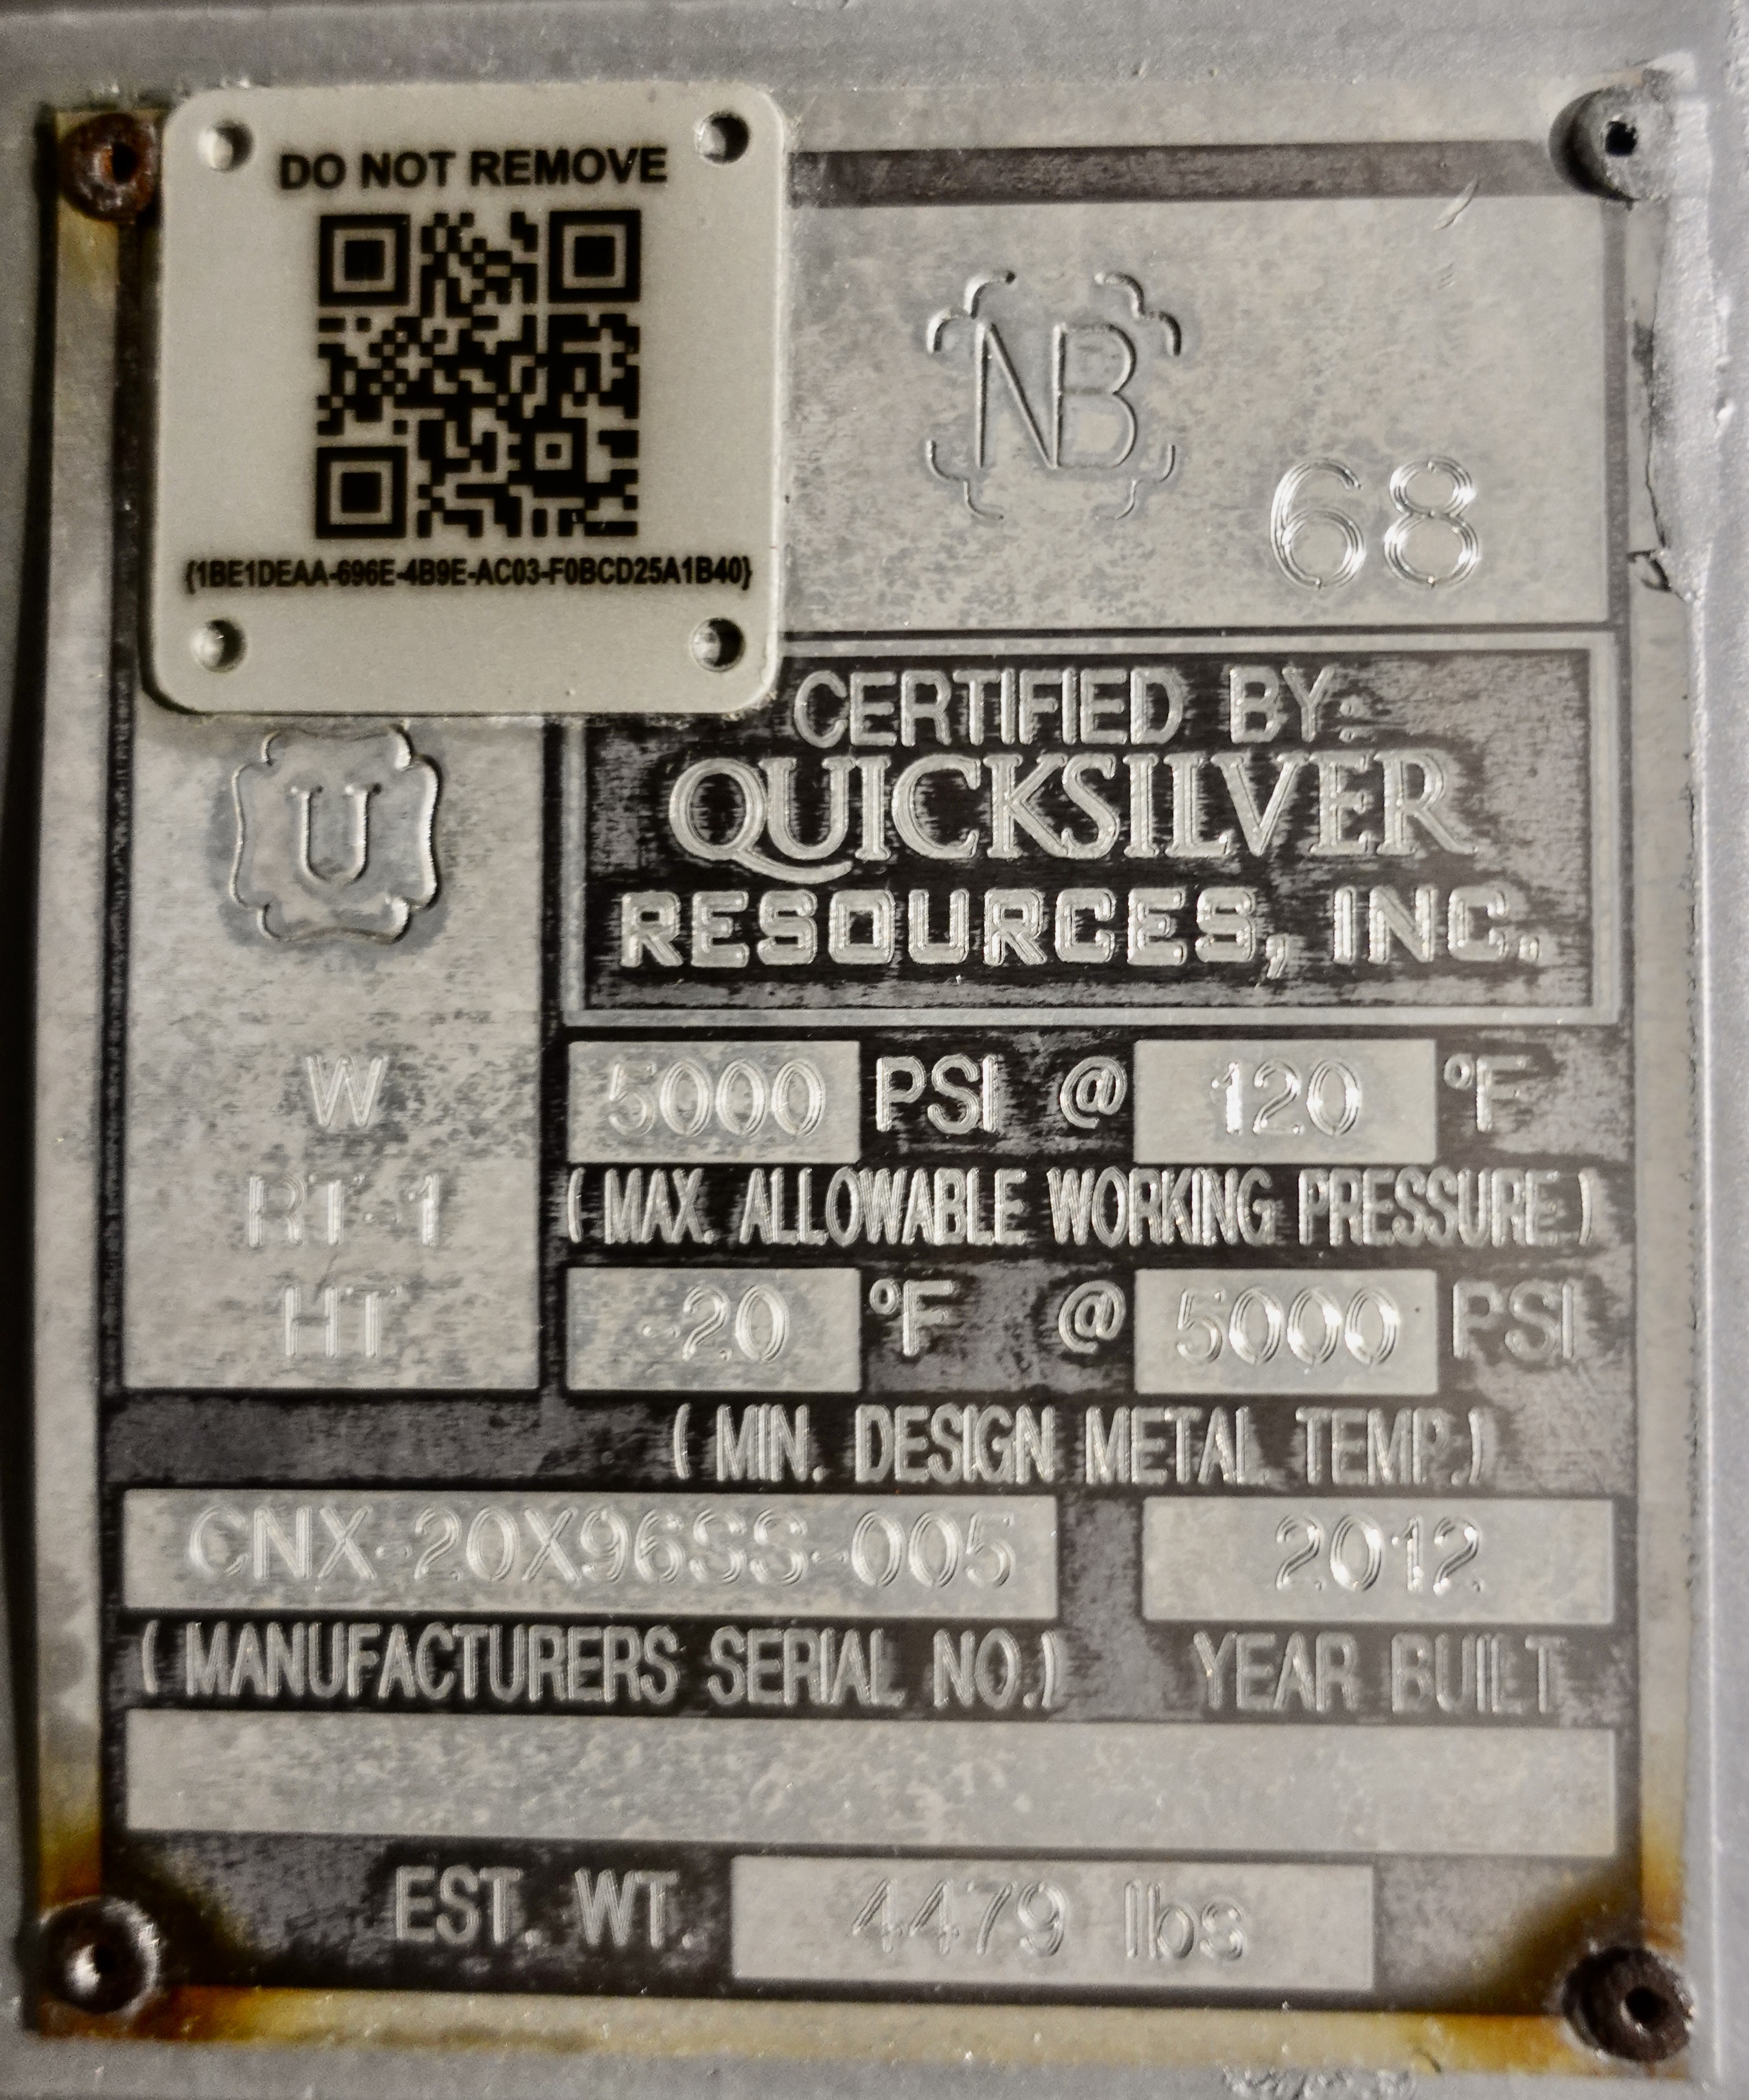 DO NOT REMOVE
{1BE1DEAA-696E-4B9E-AC03-F0BCD25A1B40}
NB
68
CERTIFIED BY:
QUICKSILVER
RESOURCES, INC.
U
W
RT-1
HT
5000 PSI @ 120 °F
( MAX. ALLOWABLE WORKING PRESSURE )
-20 °F @ 5000 PSI
( MIN. DESIGN METAL TEMP.)
CNX-20X96SS-005 2012
( MANUFACTURERS SERIAL NO.) YEAR BUILT
EST. WT. 4479 lbs